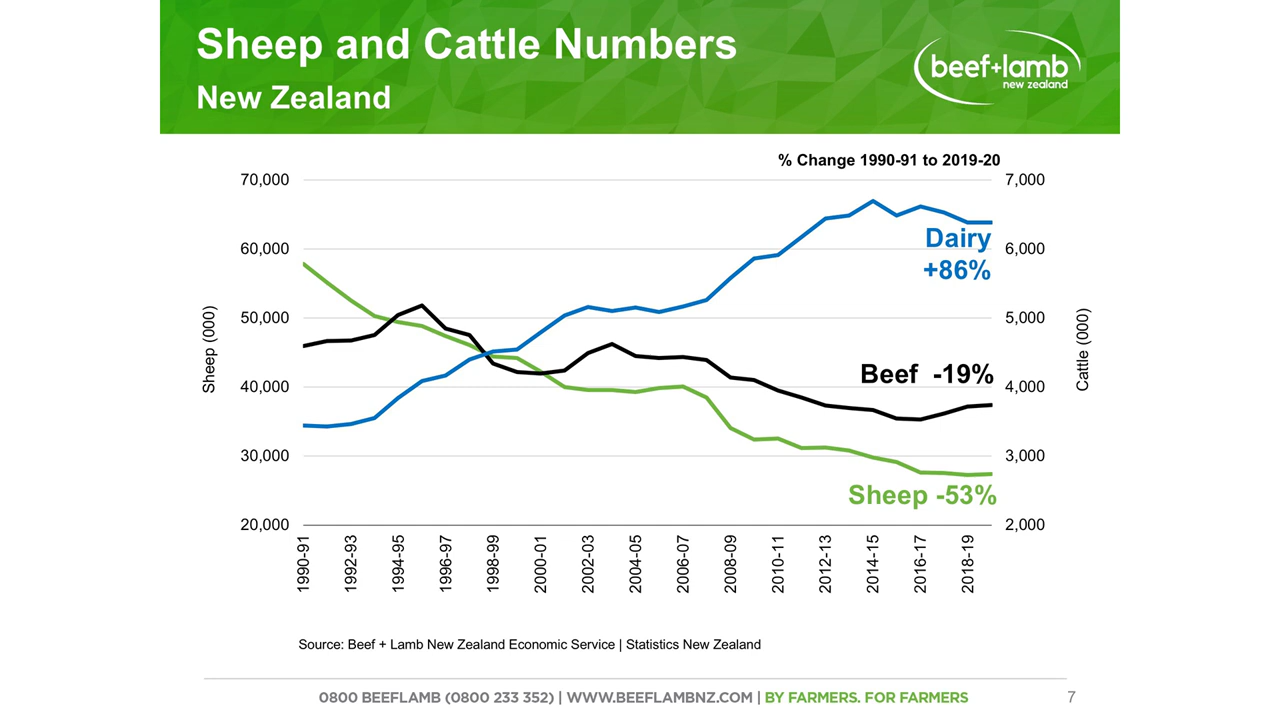 Sheep and Cattle Numbers
New Zealand
beef+lamb
new zealand
% Change 1990-91 to 2019-20
70,000
60,000
50,000
40,000
30,000
20,000
Sheep (000)
7,000
6,000
5,000
4,000
3,000
2,000
Cattle (000)
Dairy
+86%
Beef -19%
Sheep -53%
1990-91
1992-93
1994-95
1996-97
1998-99
2000-01
2002-03
2004-05
2006-07
2008-09
2010-11
2012-13
2014-15
2016-17
2018-19
Source: Beef + Lamb New Zealand Economic Service | Statistics New Zealand
0800 BEEFLAMB (0800 233 352) | WWW.BEEFLAMBNZ.COM | BY FARMERS. FOR FARMERS
7